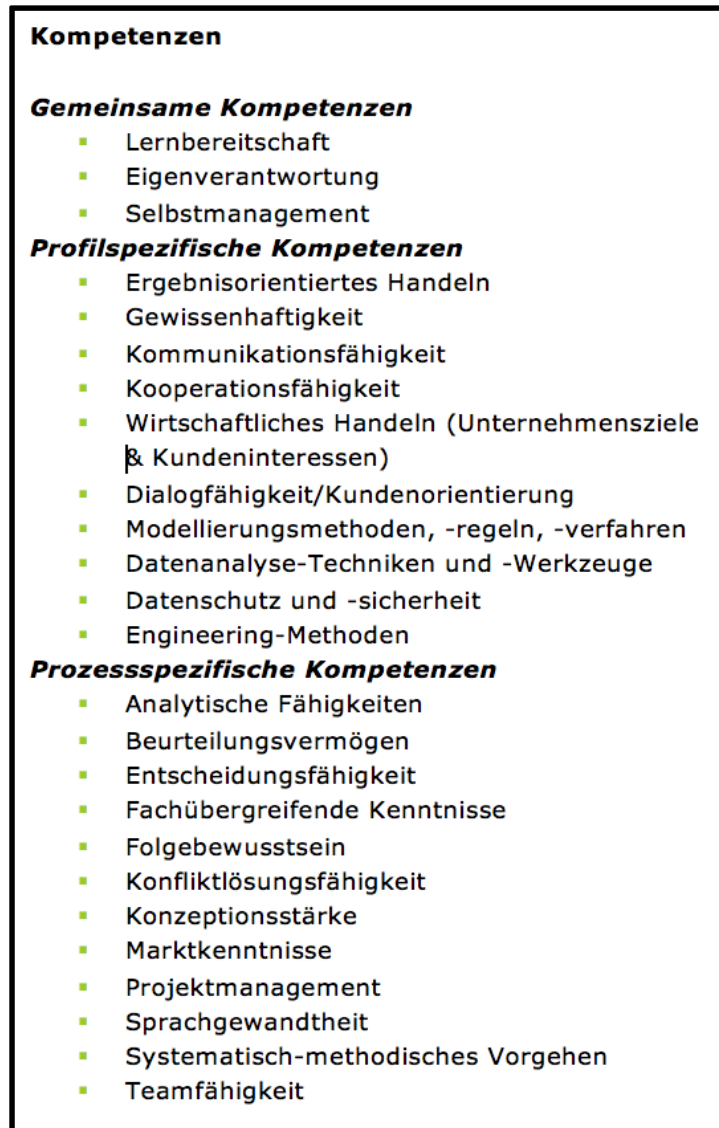 Kompetenzen
Gemeinsame Kompetenzen
▪ Lernbereitschaft
▪ Eigenverantwortung
▪ Selbstmanagement
Profilspezifische Kompetenzen
▪ Ergebnisorientiertes Handeln
▪ Gewissenhaftigkeit
▪ Kommunikationsfähigkeit
▪ Kooperationsfähigkeit
▪ Wirtschaftliches Handeln (Unternehmensziele
& Kundeninteressen)
▪ Dialogfähigkeit/Kundenorientierung
▪ Modellierungsmethoden, -regeln, -verfahren
▪ Datenanalyse-Techniken und -Werkzeuge
▪ Datenschutz und -sicherheit
▪ Engineering-Methoden
Prozessspezifische Kompetenzen
▪ Analytische Fähigkeiten
▪ Beurteilungsvermögen
▪ Entscheidungsfähigkeit
▪ Fachübergreifende Kenntnisse
▪ Folgebewusstsein
▪ Konfliktlösungsfähigkeit
▪ Konzeptionsstärke
▪ Marktkenntnisse
▪ Projektmanagement
▪ Sprachgewandtheit
▪ Systematisch-methodisches Vorgehen
▪ Teamfähigkeit